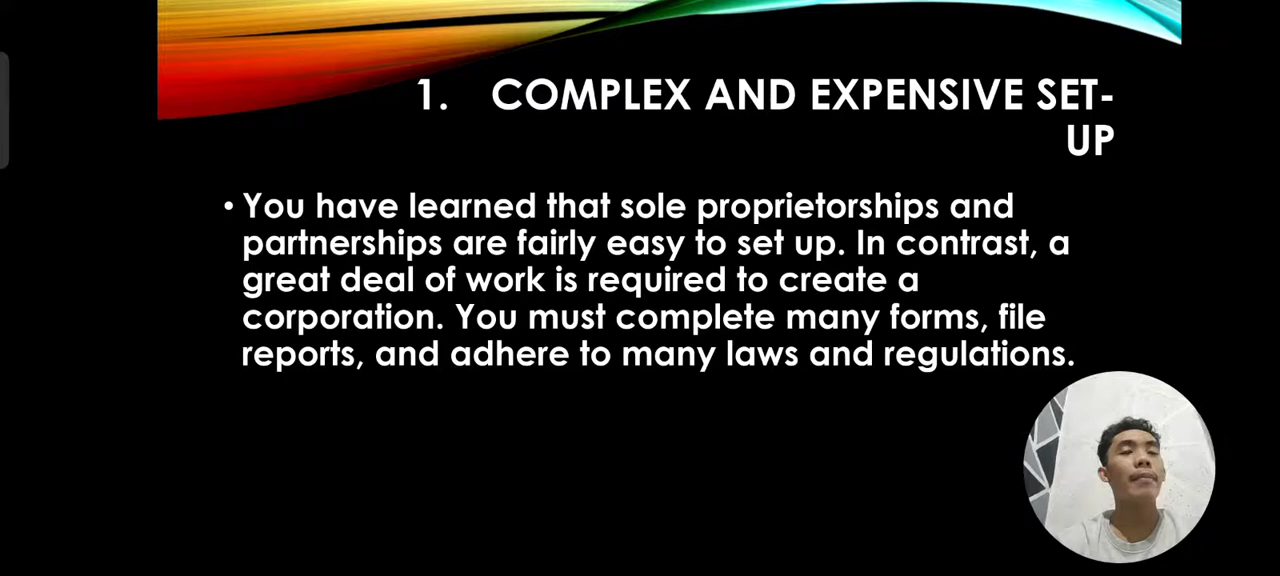 1. COMPLEX AND EXPENSIVE SET-
UP
• You have learned that sole proprietorships and
partnerships are fairly easy to set up. In contrast, a
great deal of work is required to create a
corporation. You must complete many forms, file
reports, and adhere to many laws and regulations.